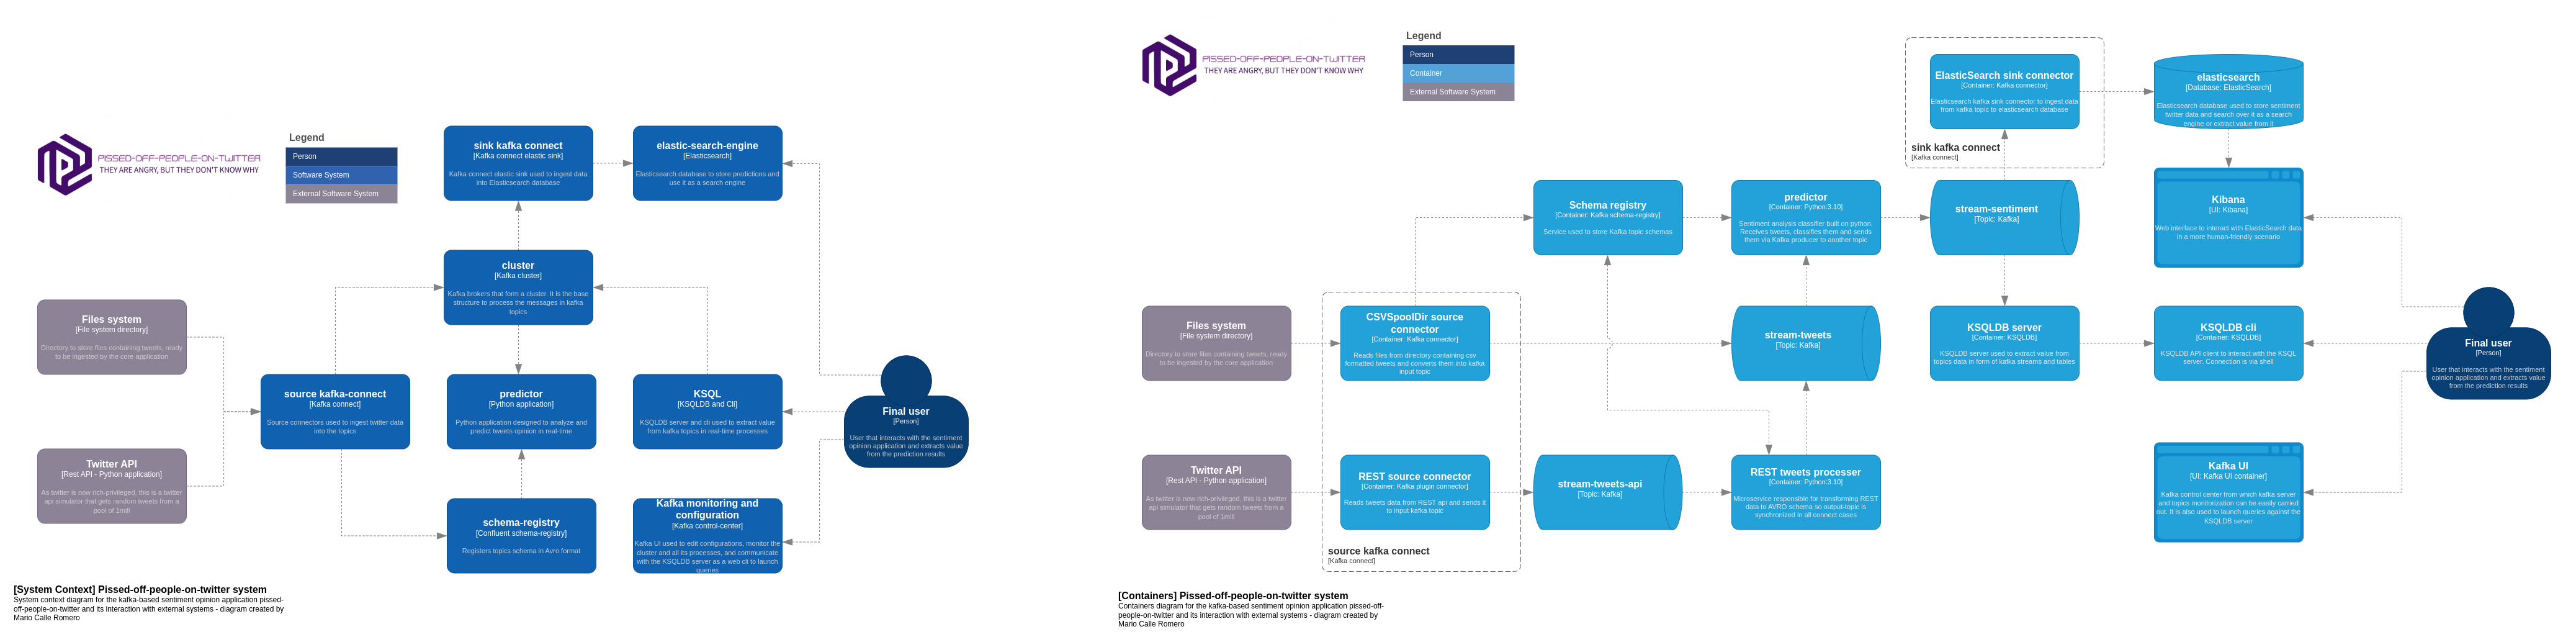 PISSED-OFF-PEOPLE-ON-TWITTER
THEY ARE ANGRY, BUT THEY DON'T KNOW WHY
Legend
Person
Software System
External Software System
sink kafka connect
[Kafka connect elastic sink]
Kafka connect elastic sink used to ingest data
into Elasticsearch database
elastic-search-engine
[Elasticsearch]
Elasticsearch database to store predictions and
use it as a search engine
cluster
[Kafka cluster]
Kafka brokers that form a cluster. It is the base
structure to process the messages in kafka
topics
Files system
[File system directory]
Directory to store files containing tweets, ready
to be ingested by the core application
source kafka-connect
[Kafka connect]
Source connectors used to ingest twitter data
into the topics
predictor
[Python application]
Python application designed to analyze and
predict tweets opinion in real-time
KSQL
[KSQLDB and Cli]
KSQLDB server and cli used to extract value
from kafka topics in real-time processes
Final user
[Person]
User that interacts with the sentiment
opinion application and extracts value
from the prediction results
Twitter API
[Rest API - Python application]
As twitter is now rich-privileged, this is a twitter
api simulator that gets random tweets from a
pool of 1mill
schema-registry
[Confluent schema-registry]
Registers topics schema in Avro format
Kafka monitoring and
configuration
[Kafka control-center]
Kafka UI used to edit configurations, monitor the
cluster and all its processes, and communicate
with the KSQLDB server as a web cli to launch
queries
[System Context] Pissed-off-people-on-twitter system
System context diagram for the kafka-based sentiment opinion application pissed-
off-people-on-twitter and its interaction with external systems - diagram created by
Mario Calle Romero
PISSED-OFF-PEOPLE-ON-TWITTER
THEY ARE ANGRY, BUT THEY DON'T KNOW WHY
Legend
Person
Container
External Software System
ElasticSearch sink connector
[Container: Kafka connector]
Elasticsearch kafka sink connector to ingest data
from kafka topic to elasticsearch database
sink kafka connect
[Kafka connect]
elasticsearch
[Database: ElasticSearch]
Elasticsearch database used to store sentiment
twitter data and search over it as a search
engine or extract value from it
Schema registry
[Container: Kafka schema-registry]
Service used to store Kafka topic schemas
predictor
[Container: Python:3.10]
Sentiment analysis classifier built on python.
Receives tweets, classifies them and sends
them via Kafka producer to another topic
stream-sentiment
[Topic: Kafka]
Kibana
[UI: Kibana]
Web interface to interact with ElasticSearch data
in a more human-friendly scenario
Files system
[File system directory]
Directory to store files containing tweets, ready
to be ingested by the core application
CSVSpoolDir source
connector
[Container: Kafka connector]
Reads files from directory containing csv
formatted tweets and converts them into kafka
input topic
stream-tweets
[Topic: Kafka]
KSQLDB server
[Container: KSQLDB]
KSQLDB server used to extract value from
topics data in form of kafka streams and tables
KSQLDB cli
[Container: KSQLDB]
KSQLDB API client to interact with the KSQL
server. Connection is via shell
Final user
[Person]
User that interacts with the sentiment
opinion application and extracts value
from the prediction results
Twitter API
[Rest API - Python application]
As twitter is now rich-privileged, this is a twitter
api simulator that gets random tweets from a
pool of 1mill
REST source connector
[Container: Kafka plugin connector]
Reads tweets data from REST api and sends it
to input kafka topic
source kafka connect
[Kafka connect]
stream-tweets-api
[Topic: Kafka]
REST tweets processer
[Container: Python:3.10]
Microservice responsible for transforming REST
data to AVRO schema so output-topic is
synchronized in all connect cases
Kafka UI
[UI: Kafka UI container]
Kafka control center from which kafka server
and topics monitorization can be easily carried
out. It is also used to launch queries against the
KSQLDB server
[Containers] Pissed-off-people-on-twitter system
Containers diagram for the kafka-based sentiment opinion application pissed-off-
people-on-twitter and its interaction with external systems - diagram created by
Mario Calle Romero